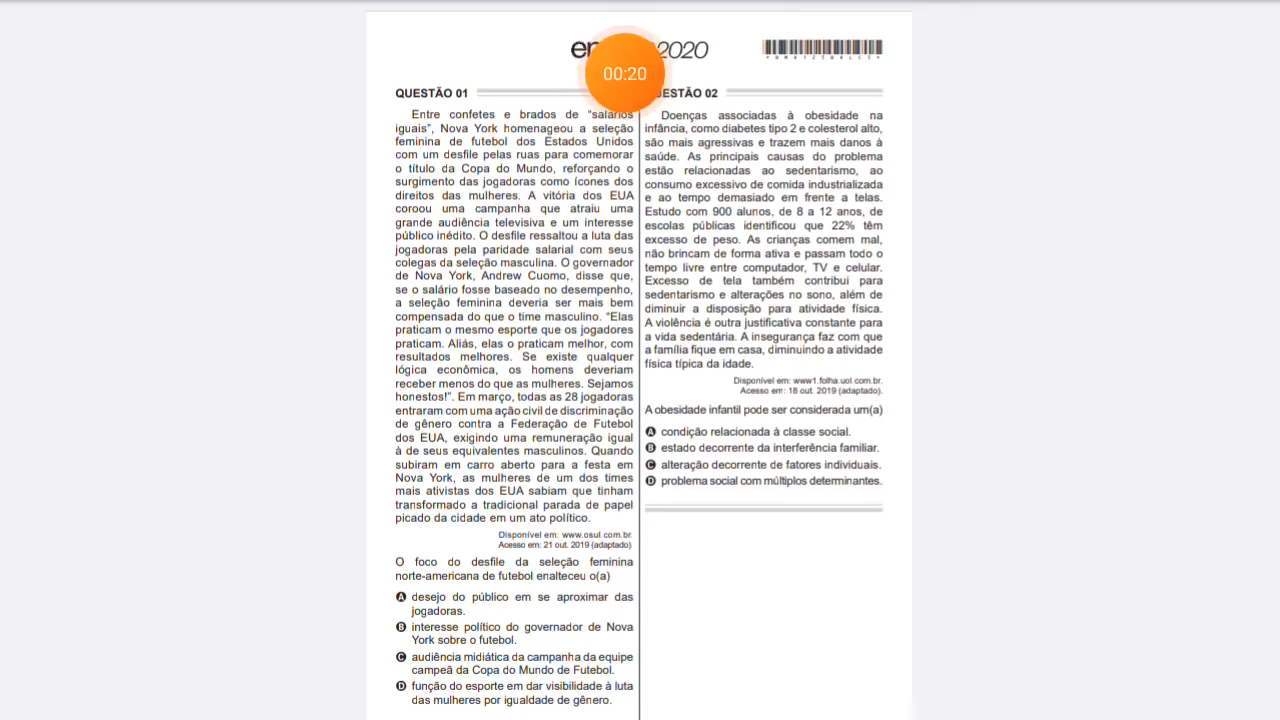 2020
00:20
QUESTÃO 01
Entre confetes e brados de “salários
iguais”, Nova York homenageou a seleção
feminina de futebol dos Estados Unidos
com um desfile pelas ruas para comemorar
o título da Copa do Mundo, reforçando o
surgimento das jogadoras como ícones dos
direitos das mulheres. A vitória dos EUA
coroou uma campanha que atraiu uma
grande audiência televisiva e um interesse
público inédito. O desfile ressaltou a luta das
jogadoras pela paridade salarial com seus
colegas da seleção masculina. O governador
de Nova York, Andrew Cuomo, disse que,
se o salário fosse baseado no desempenho,
a seleção feminina deveria ser mais bem
compensada do que o time masculino. “Elas
praticam o mesmo esporte que os jogadores
praticam. Aliás, elas o praticam melhor, com
resultados melhores. Se existe qualquer
lógica econômica, os homens deveriam
receber menos do que as mulheres. Sejamos
honestos!”. Em março, todas as 28 jogadoras
entraram com uma ação civil de discriminação
de gênero contra a Federação de Futebol
dos EUA, exigindo uma remuneração igual
à de seus equivalentes masculinos. Quando
subiram em carro aberto para a festa em
Nova York, as mulheres de um dos times
mais ativistas dos EUA sabiam que tinham
transformado a tradicional parada de papel
picado da cidade em um ato político.
Disponível em: www.osul.com.br.
Acesso em: 21 out. 2019 (adaptado).
O foco do desfile da seleção feminina
norte-americana de futebol enalteceu o(a)
A desejo do público em se aproximar das
jogadoras.
B interesse político do governador de Nova
York sobre o futebol.
C audiência midiática da campanha da equipe
campeã da Copa do Mundo de Futebol.
D função do esporte em dar visibilidade à luta
das mulheres por igualdade de gênero.
ESTÃO 02
Doenças associadas à obesidade na
infância, como diabetes tipo 2 e colesterol alto,
são mais agressivas e trazem mais danos à
saúde. As principais causas do problema
estão relacionadas ao sedentarismo, ao
consumo excessivo de comida industrializada
e ao tempo demasiado em frente a telas.
Estudo com 900 alunos, de 8 a 12 anos, de
escolas públicas identificou que 22% têm
excesso de peso. As crianças comem mal,
não brincam de forma ativa e passam todo o
tempo livre entre computador, TV e celular.
Excesso de tela também contribui para
sedentarismo e alterações no sono, além de
diminuir a disposição para atividade física.
A violência é outra justificativa constante para
a vida sedentária. A insegurança faz com que
a família fique em casa, diminuindo a atividade
física típica da idade.
Disponível em: www1.folha.uol.com.br.
Acesso em: 18 out. 2019 (adaptado).
A obesidade infantil pode ser considerada um(a)
A condição relacionada à classe social.
B estado decorrente da interferência familiar.
C alteração decorrente de fatores individuais.
D problema social com múltiplos determinantes.